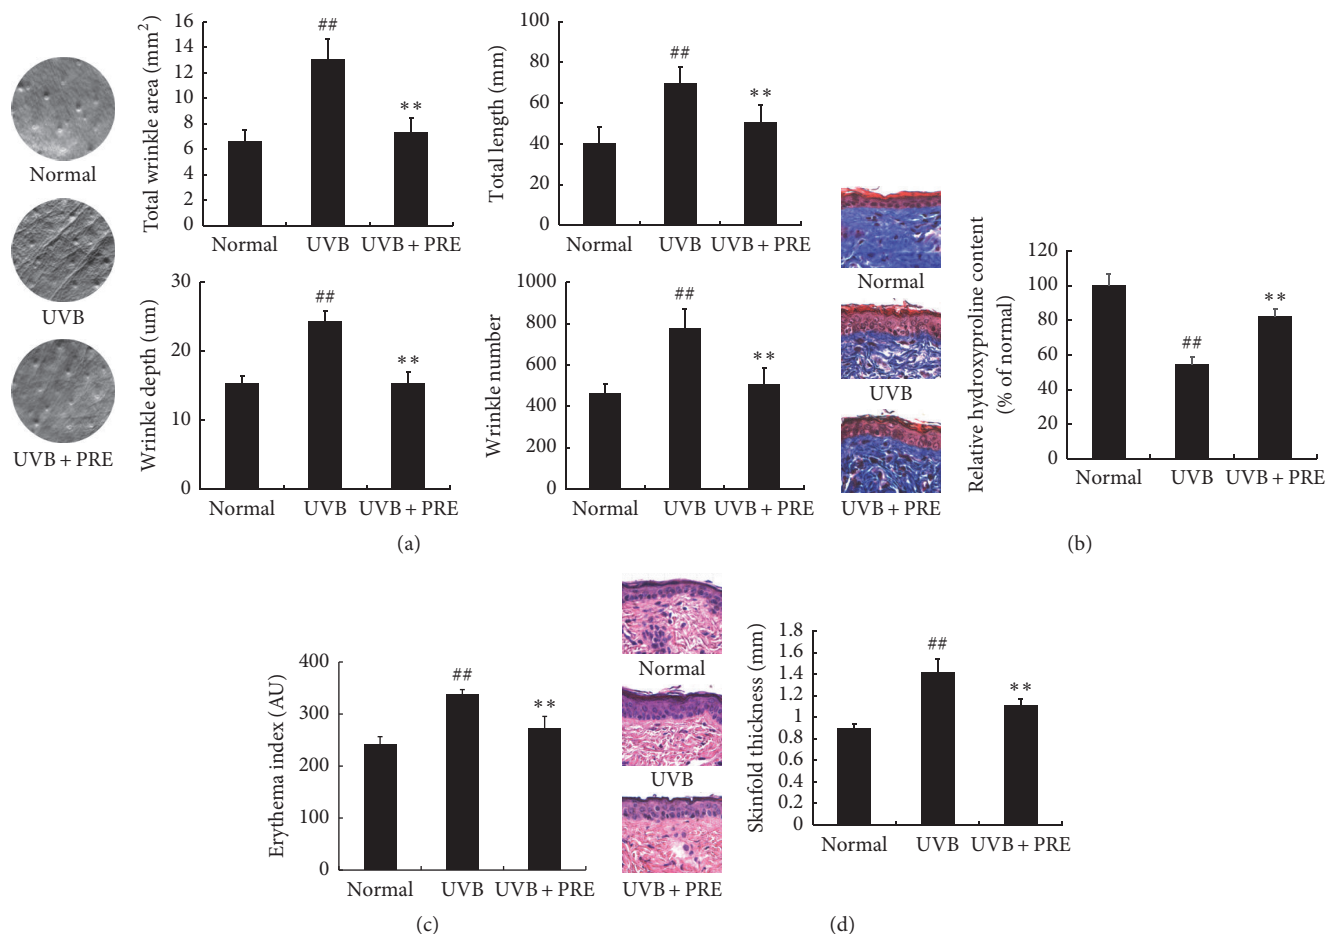 Normal
UVB
UVB + PRE
Total wrinkle area (mm²)
16
14
12
10
8
6
4
2
0
##
**
Normal
UVB
UVB + PRE
Total length (mm)
100
80
60
40
20
0
##
**
Normal
UVB
UVB + PRE
Wrinkle depth (um)
30
20
10
0
##
**
Normal
UVB
UVB + PRE
Wrinkle number
1000
800
600
400
200
0
##
**
Normal
UVB
UVB + PRE
(a)
Normal
UVB
UVB + PRE
Relative hydroxyproline content
(% of normal)
120
100
80
60
40
20
0
##
**
Normal
UVB
UVB + PRE
(b)
Erythema index (AU)
400
300
200
100
0
##
**
Normal
UVB
UVB + PRE
(c)
Normal
UVB
UVB + PRE
Skinfold thickness (mm)
1.8
1.6
1.4
1.2
1
0.8
0.6
0.4
0.2
0
##
**
Normal
UVB
UVB + PRE
(d)